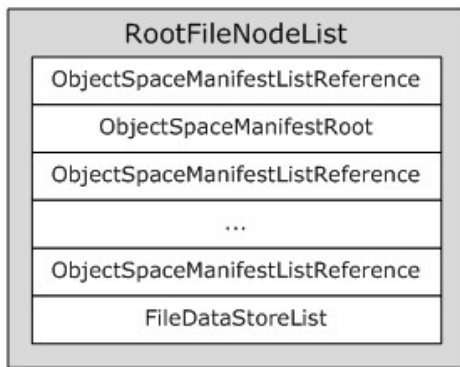 RootFileNodeList
ObjectSpaceManifestListReference
ObjectSpaceManifestRoot
ObjectSpaceManifestListReference
...
ObjectSpaceManifestListReference
FileDataStoreList